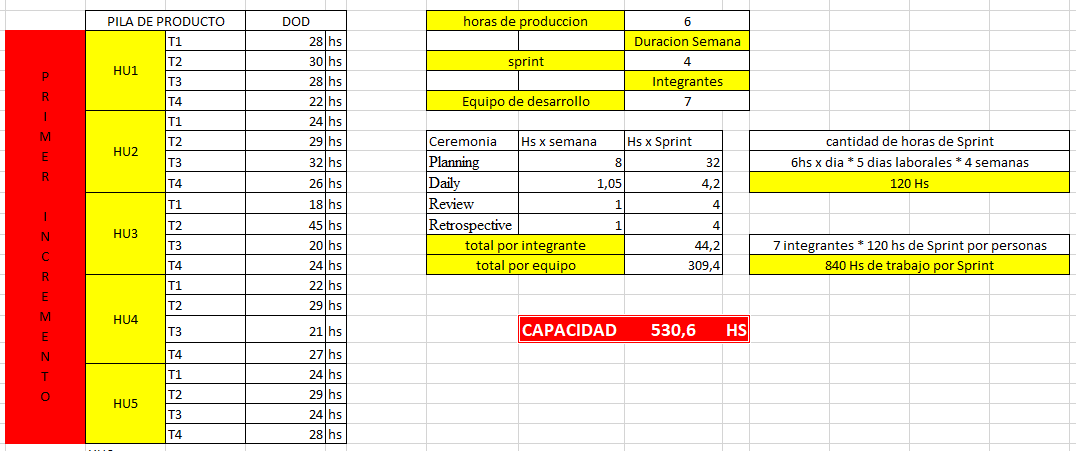 PILA DE PRODUCTO DOD
PRIMER INCREMENTO
HU1
T1 28 hs
T2 30 hs
T3 28 hs
T4 22 hs
HU2
T1 24 hs
T2 29 hs
T3 32 hs
T4 26 hs
HU3
T1 18 hs
T2 45 hs
T3 20 hs
T4 24 hs
HU4
T1 22 hs
T2 29 hs
T3 21 hs
T4 27 hs
HU5
T1 24 hs
T2 29 hs
T3 24 hs
T4 28 hs
horas de produccion 6
Duracion Semana
sprint 4
Integrantes
Equipo de desarrollo 7
Ceremonia Hs x semana Hs x Sprint
Planning 8 32
Daily 1,05 4,2
Review 1 4
Retrospective 1 4
total por integrante 44,2
total por equipo 309,4
cantidad de horas de Sprint
6hs x dia * 5 dias laborales * 4 semanas
120 Hs
7 integrantes * 120 hs de Sprint por personas
840 Hs de trabajo por Sprint
CAPACIDAD 530,6 HS